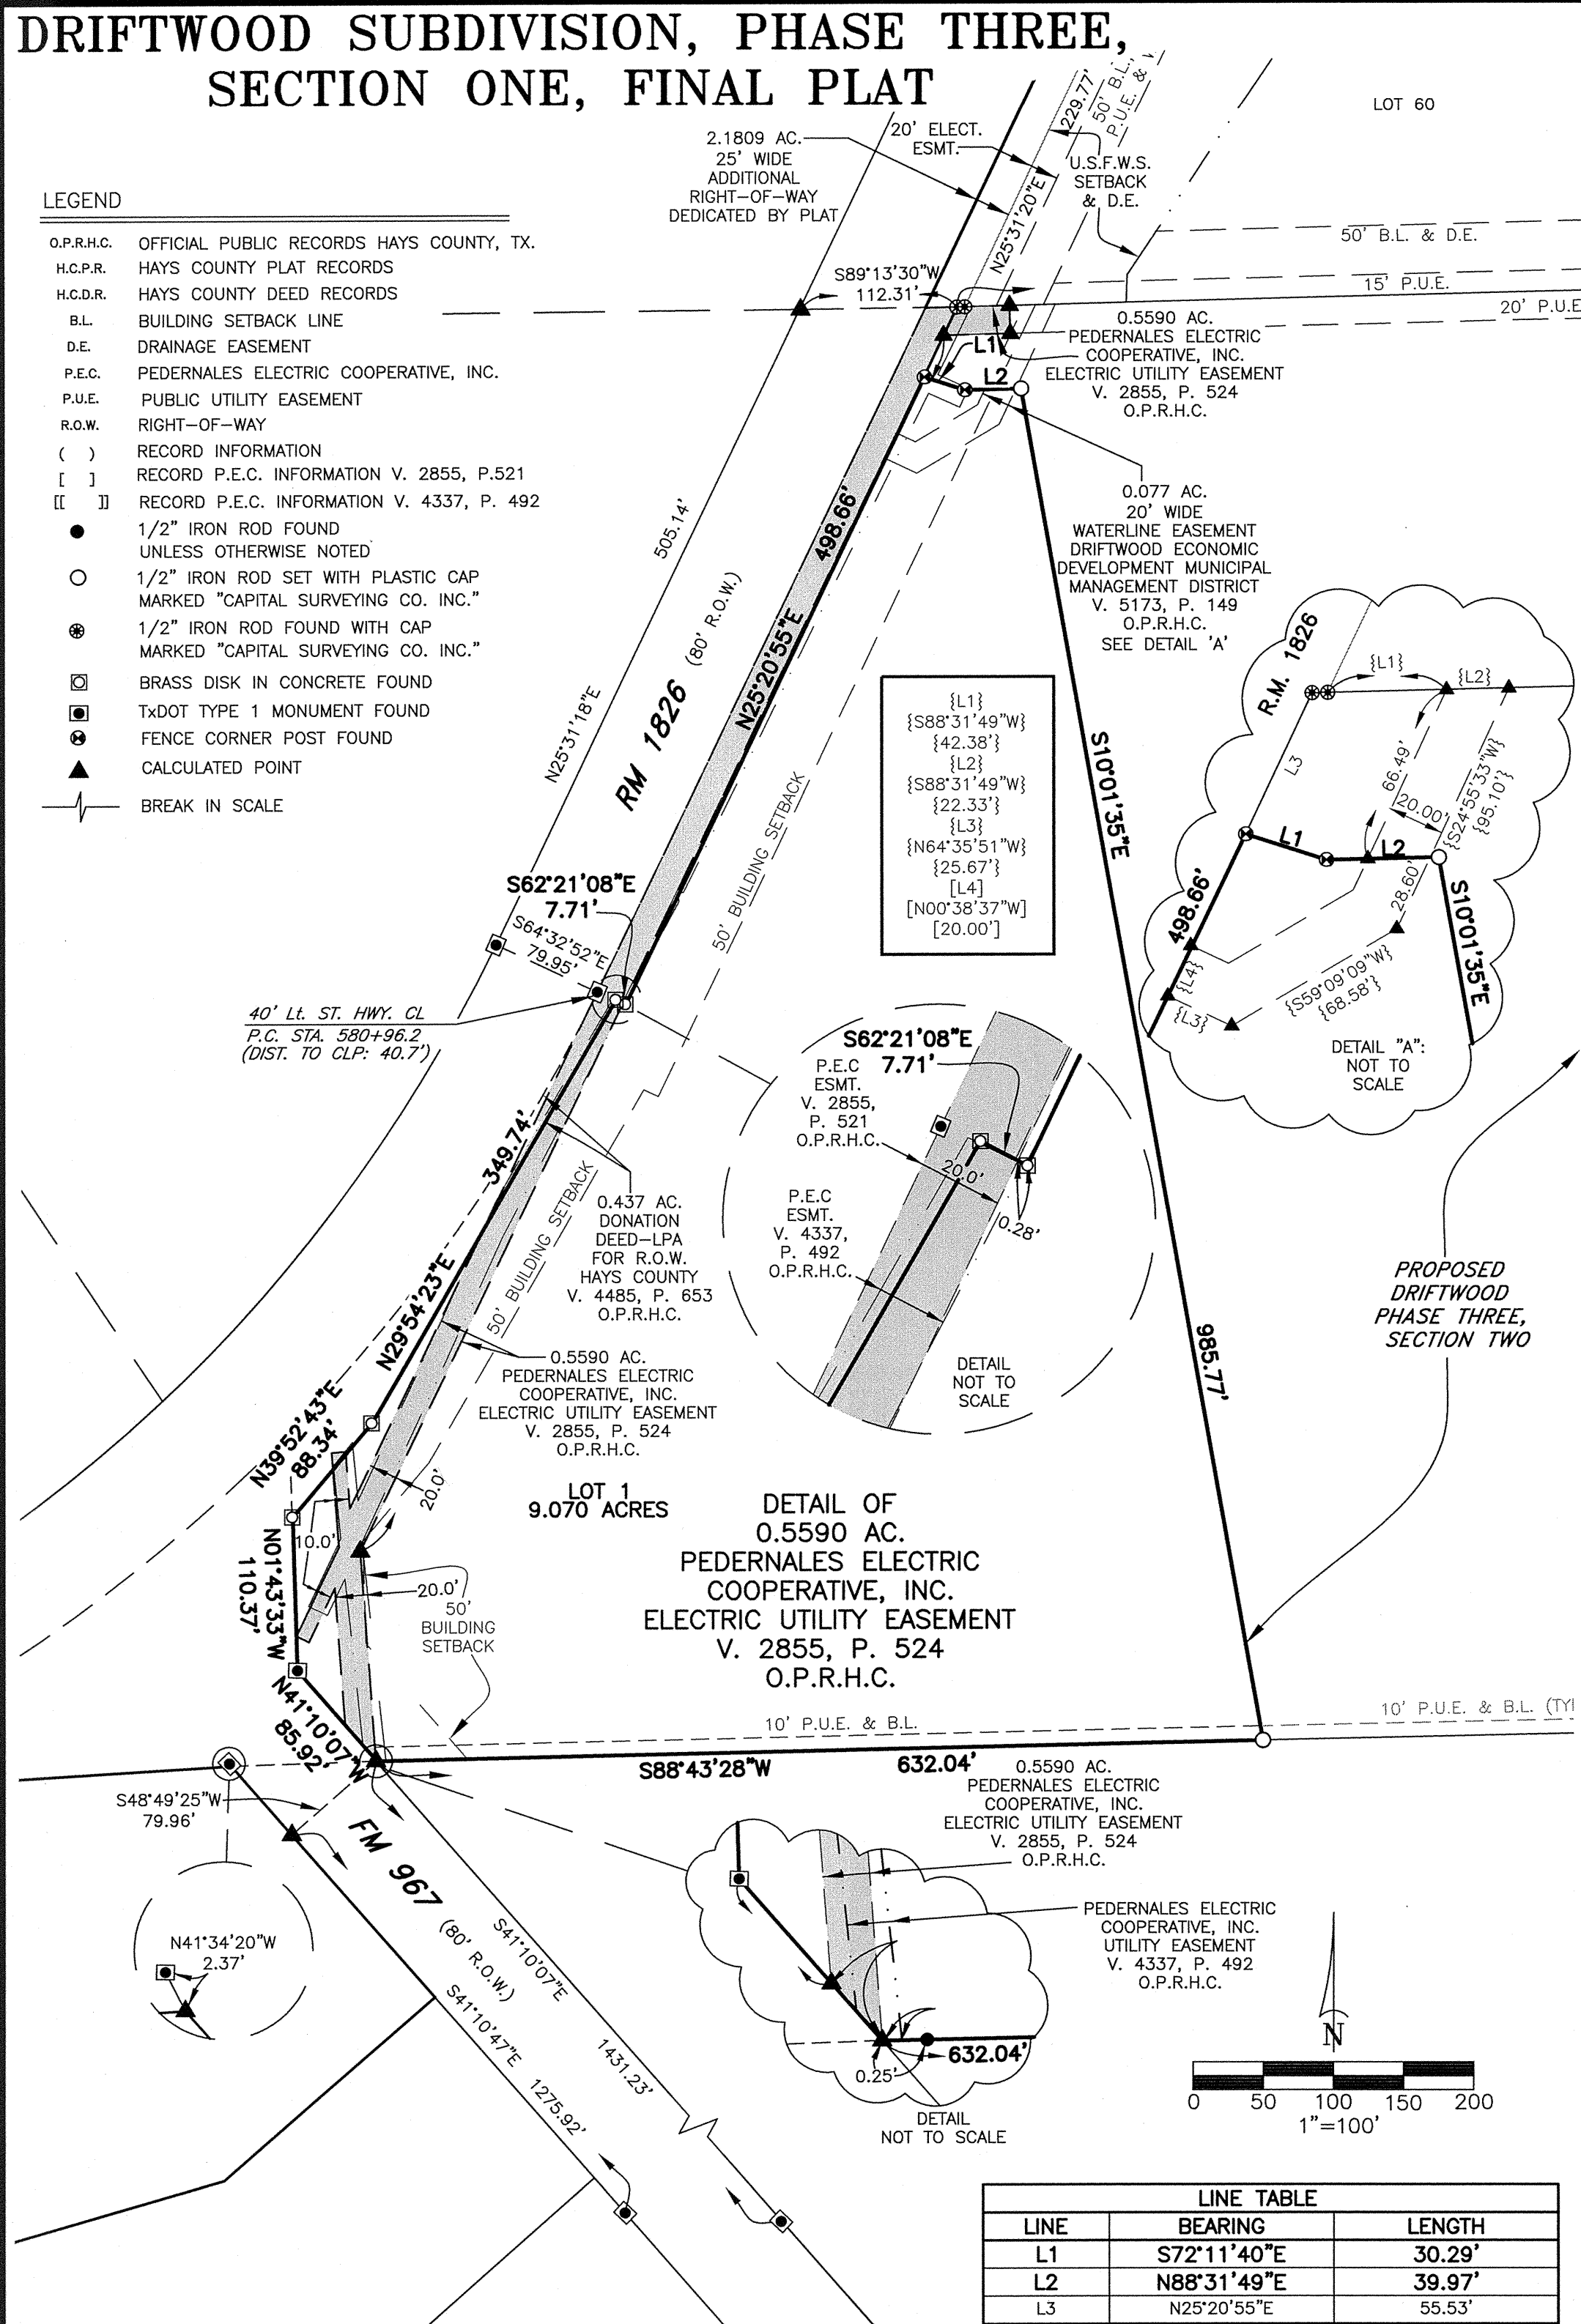 DRIFTWOOD SUBDIVISION, PHASE THREE,
SECTION ONE, FINAL PLAT
LEGEND
O.P.R.H.C. OFFICIAL PUBLIC RECORDS HAYS COUNTY, TX.
H.C.P.R. HAYS COUNTY PLAT RECORDS
H.C.D.R. HAYS COUNTY DEED RECORDS
B.L. BUILDING SETBACK LINE
D.E. DRAINAGE EASEMENT
P.E.C. PEDERNALES ELECTRIC COOPERATIVE, INC.
P.U.E. PUBLIC UTILITY EASEMENT
R.O.W. RIGHT-OF-WAY
( ) RECORD INFORMATION
[ ] RECORD P.E.C. INFORMATION V. 2855, P.521
[[ ]] RECORD P.E.C. INFORMATION V. 4337, P. 492
1/2" IRON ROD FOUND
UNLESS OTHERWISE NOTED
1/2" IRON ROD SET WITH PLASTIC CAP
MARKED "CAPITAL SURVEYING CO. INC."
1/2" IRON ROD FOUND WITH CAP
MARKED "CAPITAL SURVEYING CO. INC."
BRASS DISK IN CONCRETE FOUND
TxDOT TYPE 1 MONUMENT FOUND
FENCE CORNER POST FOUND
CALCULATED POINT
BREAK IN SCALE
2.1809 AC.
25' WIDE
ADDITIONAL
RIGHT-OF-WAY
DEDICATED BY PLAT
20' ELECT.
ESMT.
229.77'
50' B.L.,
P.U.E. &
N25°31'20"E
U.S.F.W.S.
SETBACK
& D.E.
LOT 60
50' B.L. & D.E.
15' P.U.E.
20' P.U.E
S89°13'30"W
112.31'
L1
L2
0.5590 AC.
PEDERNALES ELECTRIC
COOPERATIVE, INC.
ELECTRIC UTILITY EASEMENT
V. 2855, P. 524
O.P.R.H.C.
0.077 AC.
20' WIDE
WATERLINE EASEMENT
DRIFTWOOD ECONOMIC
DEVELOPMENT MUNICIPAL
MANAGEMENT DISTRICT
V. 5173, P. 149
O.P.R.H.C.
SEE DETAIL 'A'
505.14'
N25°31'18"E
RM 1826
(80' R.O.W.)
498.66'
N25°20'55"E
50' BUILDING SETBACK
{L1}
{S88°31'49"W}
{42.38'}
{L2}
{S88°31'49"W}
{22.33'}
{L3}
{N64°35'51"W}
{25.67'}
[L4]
[N00°38'37"W]
[20.00']
S10°01'35"E
985.77'
R.M. 1826
{L1}
{L2}
L3
66.49'
20.00'
{S24°55'33"W}
{95.10'}
L1
L2
498.66'
28.60'
{L4}
{L3}
{S59°09'09"W}
{68.58'}
S10°01'35"E
DETAIL "A":
NOT TO
SCALE
S62°21'08"E
7.71'
S64°32'52"E
79.95'
40' Lt. ST. HWY. CL
P.C. STA. 580+96.2
(DIST. TO CLP: 40.7')
S62°21'08"E
7.71'
P.E.C
ESMT.
V. 2855,
P. 521
O.P.R.H.C.
20.0'
0.28'
P.E.C
ESMT.
V. 4337,
P. 492
O.P.R.H.C.
DETAIL
NOT TO
SCALE
349.74'
N29°54'23"E
50' BUILDING SETBACK
0.437 AC.
DONATION
DEED-LPA
FOR R.O.W.
HAYS COUNTY
V. 4485, P. 653
O.P.R.H.C.
0.5590 AC.
PEDERNALES ELECTRIC
COOPERATIVE, INC.
ELECTRIC UTILITY EASEMENT
V. 2855, P. 524
O.P.R.H.C.
PROPOSED
DRIFTWOOD
PHASE THREE,
SECTION TWO
N39°52'43"E
88.34'
20.0'
10.0'
N01°43'33"W
110.37'
20.0'
50'
BUILDING
SETBACK
LOT 1
9.070 ACRES
DETAIL OF
0.5590 AC.
PEDERNALES ELECTRIC
COOPERATIVE, INC.
ELECTRIC UTILITY EASEMENT
V. 2855, P. 524
O.P.R.H.C.
N41°10'07"W
85.92'
10' P.U.E. & B.L.
10' P.U.E. & B.L. (TY
S88°43'28"W 632.04'
S48°49'25"W
79.96'
FM 967
(80' R.O.W.)
S41°10'07"E
1431.23'
S41°10'47"E
1275.92'
N41°34'20"W
2.37'
0.5590 AC.
PEDERNALES ELECTRIC
COOPERATIVE, INC.
ELECTRIC UTILITY EASEMENT
V. 2855, P. 524
O.P.R.H.C.
PEDERNALES ELECTRIC
COOPERATIVE, INC.
UTILITY EASEMENT
V. 4337, P. 492
O.P.R.H.C.
632.04'
0.25'
DETAIL
NOT TO SCALE
N
0 50 100 150 200
1"=100'
LINE TABLE
LINE BEARING LENGTH
L1 S72°11'40"E 30.29'
L2 N88°31'49"E 39.97'
L3 N25°20'55"E 55.53'